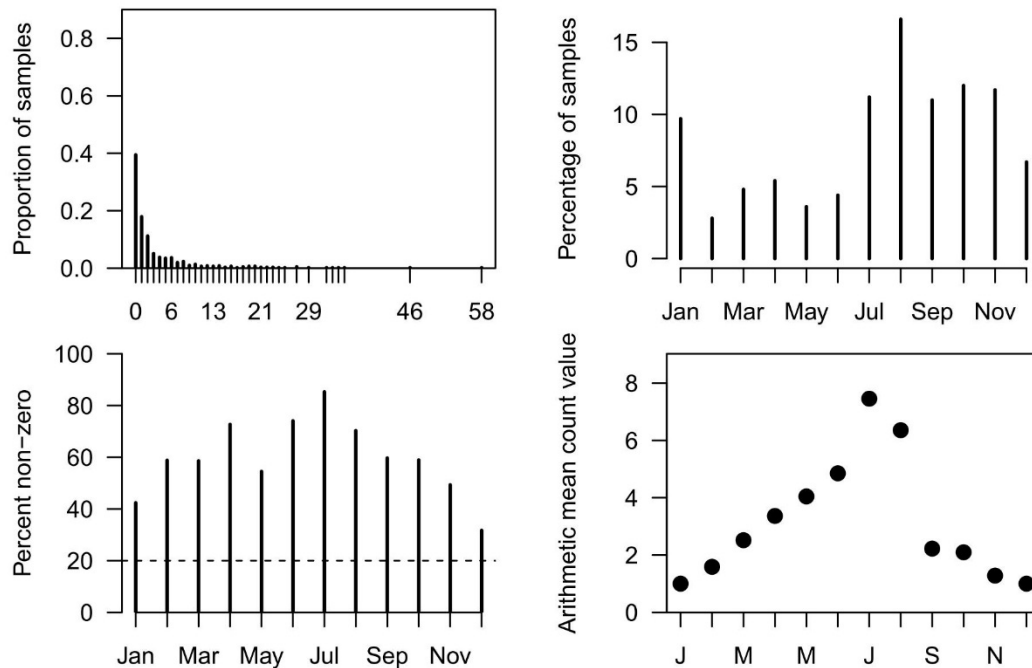 Proportion of samples
0.8
0.6
0.4
0.2
0.0
0 6 13 21 29 46 58
Percentage of samples
15
10
5
0
Jan Mar May Jul Sep Nov
Percent non-zero
100
80
60
40
20
0
Jan Mar May Jul Sep Nov
Arithmetic mean count value
8
6
4
2
0
J M M J S N